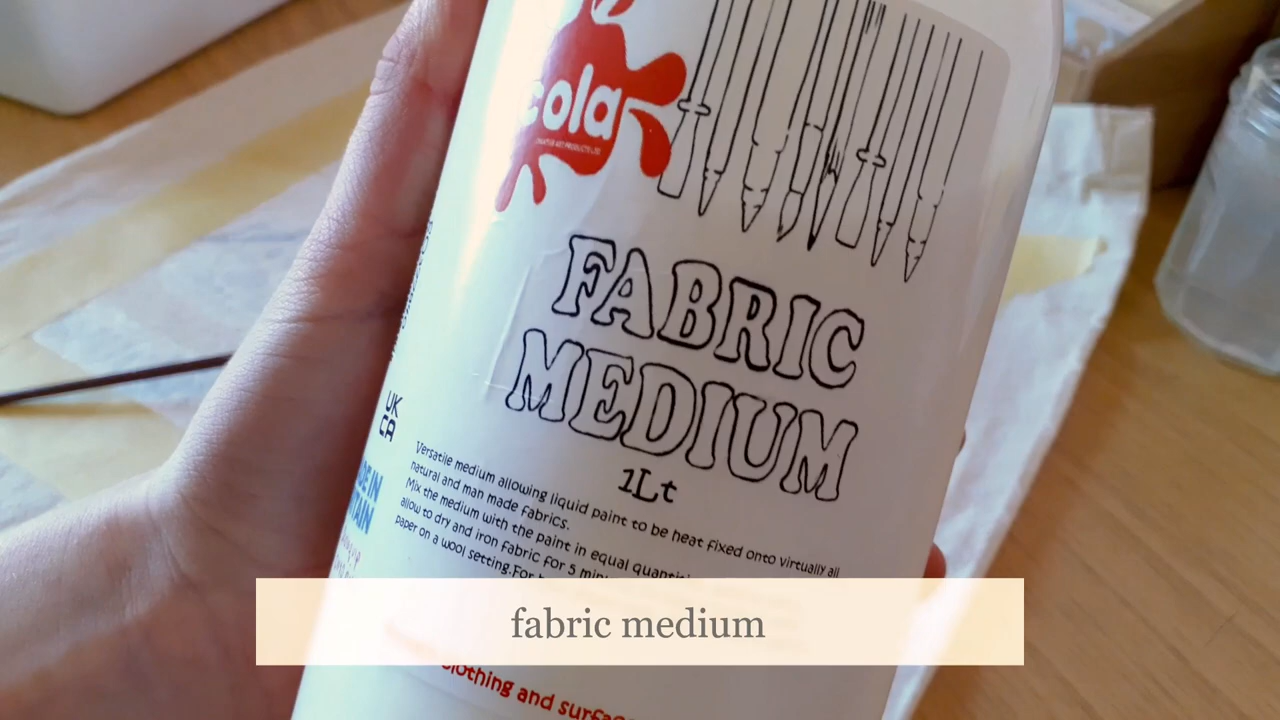 cola
FABRIC
MEDIUM
1Lt
Versatile medium allowing liquid paint to be heat fixed onto virtually all
natural and man made fabrics.
Mix the medium with the paint in equal
allow to dry and iron fabric for 5
paper on a wool setting.For
UK
CA
fabric medium
clothing and